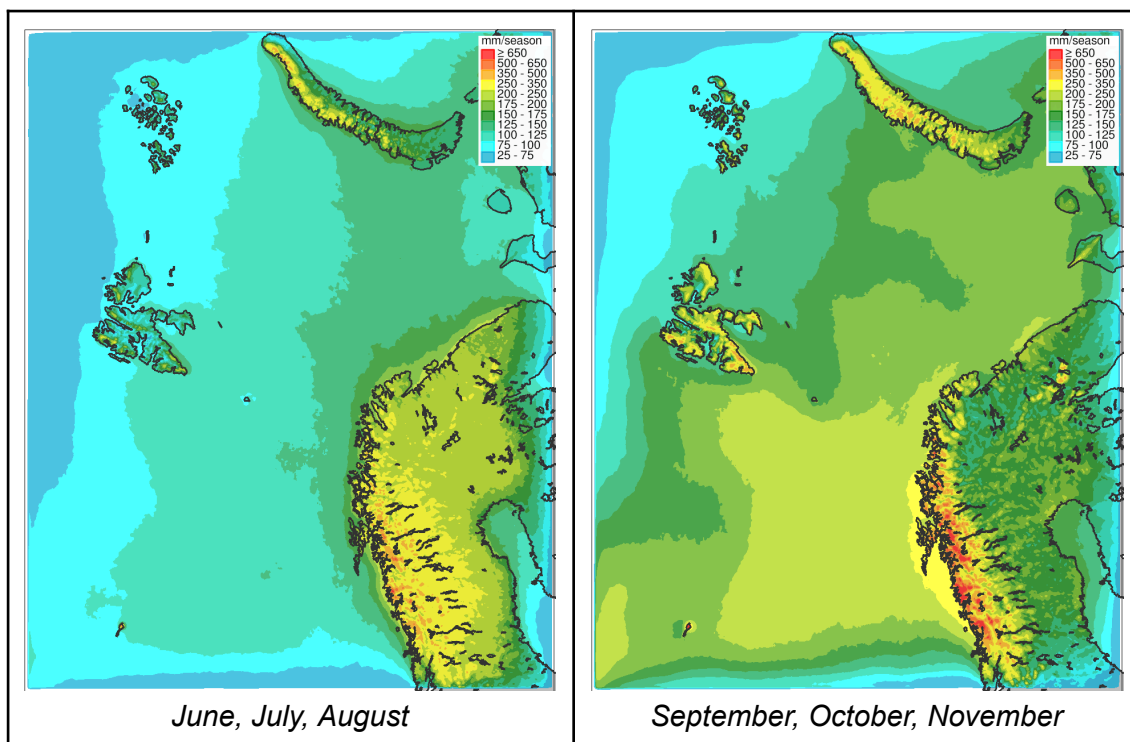 mm/season
≥ 650
500 - 650
350 - 500
200 - 350
200 - 250
175 - 200
150 - 175
125 - 150
100 - 125
75 - 100
25 - 75
June, July, August
mm/season
≥ 650
500 - 650
350 - 500
200 - 350
200 - 250
175 - 200
150 - 175
125 - 150
100 - 125
75 - 100
25 - 75
September, October, November